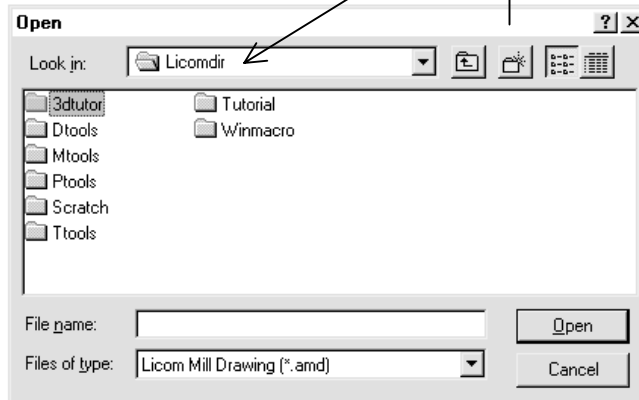 Open
Look in: Licomdir
3dtutor Tutorial
Dtools Winmacro
Mtools
Ptools
Scratch
Ttools
File name: Open
Files of type: Licom Mill Drawing (*.amd) Cancel